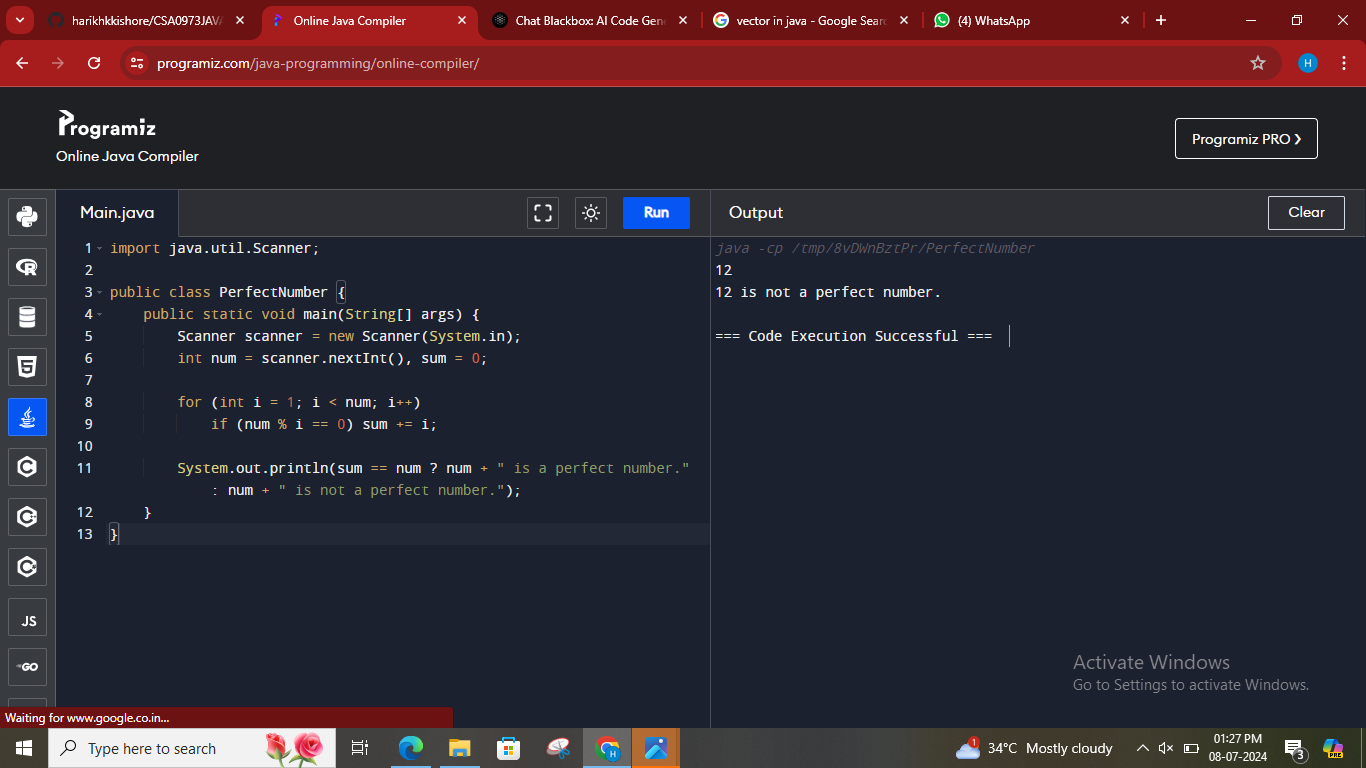 harikhkkishore/CSA0973JAVA
Online Java Compiler
Chat Blackbox: AI Code Gen
vector in java - Google Sear
(4) WhatsApp
programiz.com/java-programming/online-compiler/
H
Programiz
Online Java Compiler
Programiz PRO
Main.java
Run
Output
Clear
1 import java.util.Scanner;
2
3 public class PerfectNumber {
4 public static void main(String[] args) {
5 Scanner scanner = new Scanner(System.in);
6 int num = scanner.nextInt(), sum = 0;
7
8 for (int i = 1; i < num; i++)
9 if (num % i == 0) sum += i;
10
11 System.out.println(sum == num ? num + " is a perfect number."
: num + " is not a perfect number.");
12 }
13 }
java -cp /tmp/8vDWnBztPr/PerfectNumber
12
12 is not a perfect number.
=== Code Execution Successful ===
R
5
C
C
C
JS
GO
Activate Windows
Go to Settings to activate Windows.
Waiting for www.google.co.in...
Type here to search
H
1
34°C Mostly cloudy
01:27 PM
08-07-2024
3
PRE